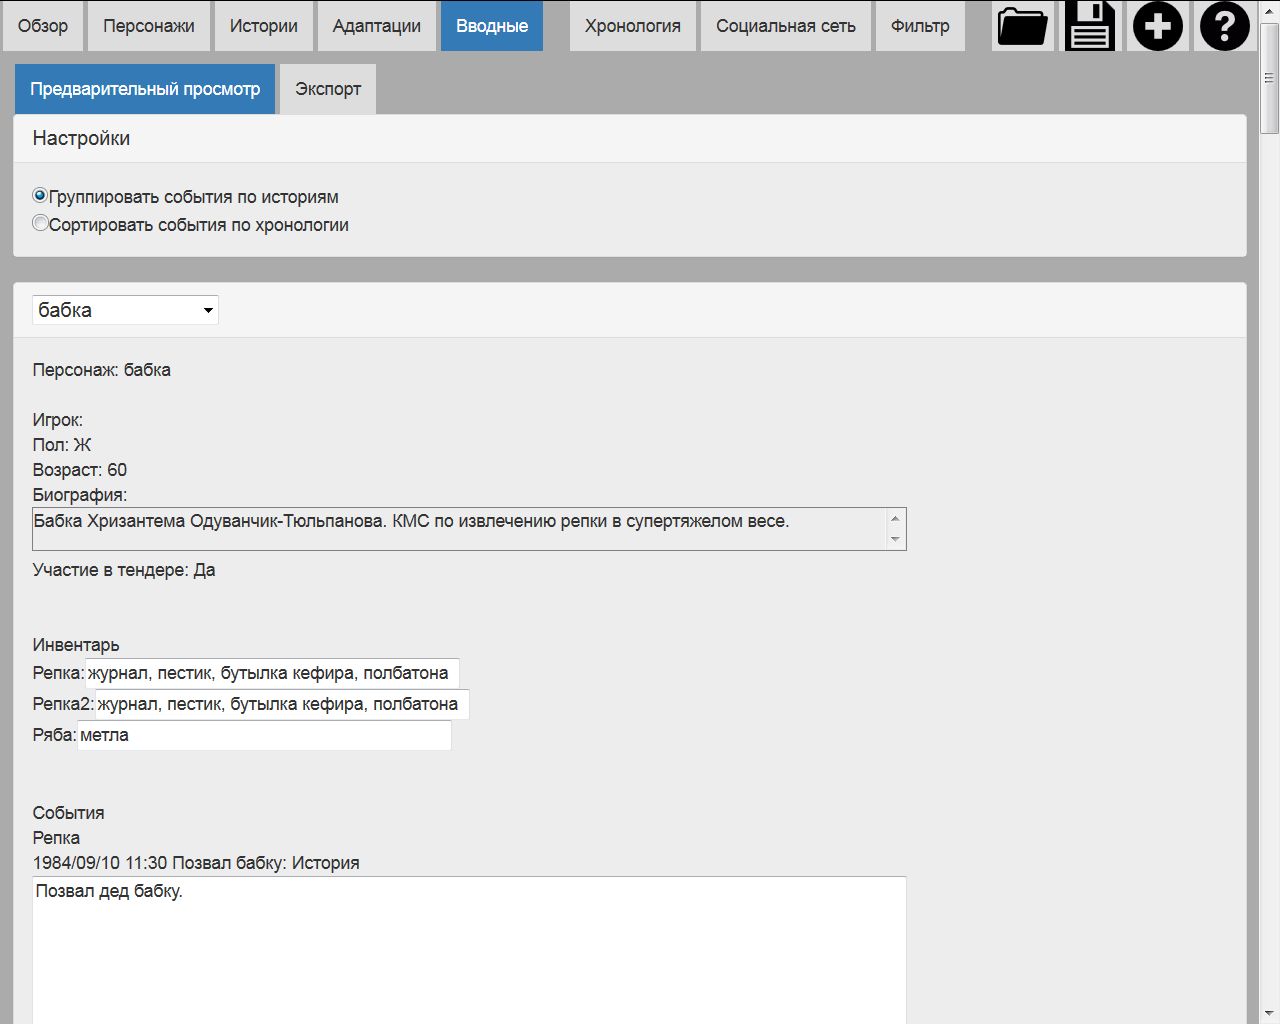 Обзор Персонажи Истории Адаптации Вводные Хронология Социальная сеть Фильтр
Предварительный просмотр Экспорт
Настройки
Группировать события по историям
Сортировать события по хронологии
бабка
Персонаж: бабка
Игрок:
Пол: Ж
Возраст: 60
Биография:
Бабка Хризантема Одуванчик-Тюльпанова. КМС по извлечению репки в супертяжелом весе.
Участие в тендере: Да
Инвентарь
Репка: журнал, пестик, бутылка кефира, полбатона
Репка2: журнал, пестик, бутылка кефира, полбатона
Ряба: метла
События
Репка
1984/09/10 11:30 Позвал бабку: История
Позвал дед бабку.